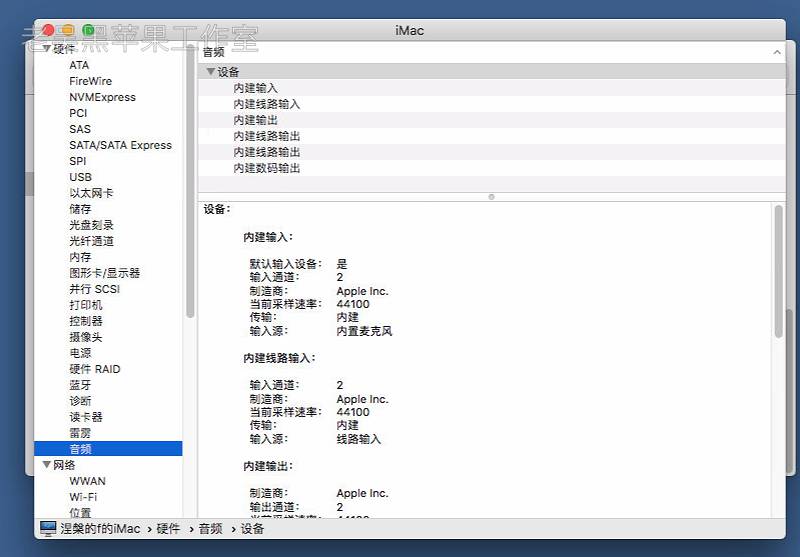 老呆黑苹果工作室
iMac
硬件
ATA
FireWire
NVMExpress
PCI
SAS
SATA/SATA Express
SPI
USB
以太网卡
储存
光盘刻录
光纤通道
内存
图形卡/显示器
并行 SCSI
打印机
控制器
摄像头
电源
硬件 RAID
蓝牙
诊断
读卡器
雷雳
音频
网络
WWAN
Wi-Fi
位置
音频
设备
内建输入
内建线路输入
内建输出
内建线路输出
内建线路输出
内建数码输出
设备:
内建输入:
默认输入设备: 是
输入通道: 2
制造商: Apple Inc.
当前采样速率: 44100
传输: 内建
输入源: 内置麦克风
内建线路输入:
输入通道: 2
制造商: Apple Inc.
当前采样速率: 44100
传输: 内建
输入源: 线路输入
内建输出:
制造商: Apple Inc.
输出通道: 2
当前采样速率: 44100
涅槃的f的iMac › 硬件 › 音频 › 设备